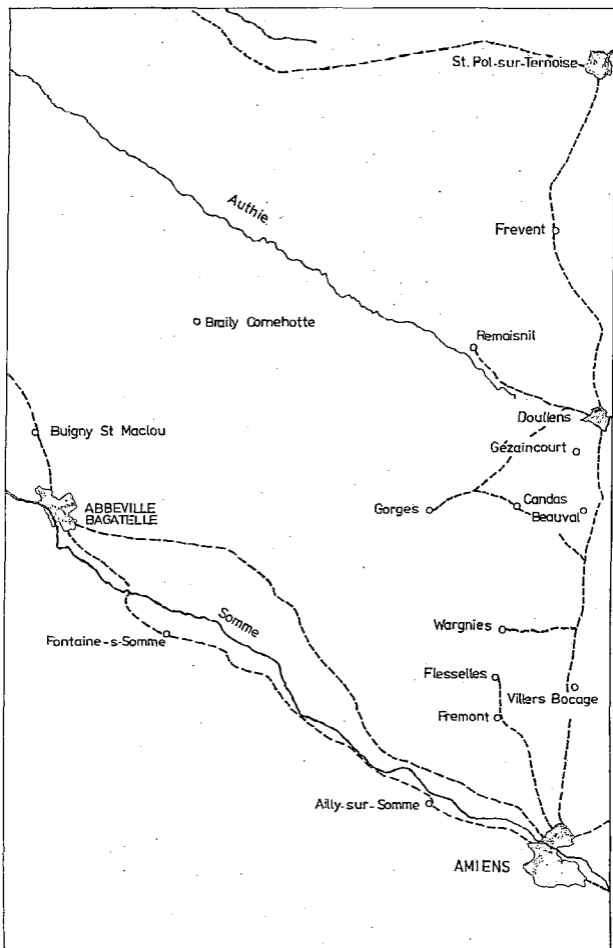 St. Pol-sur-Ternoise
Authie
Frevent
Braily Cornehotte
Remaisnil
Doullens
Buigny St Maclou
Gézaincourt
ABBEVILLE
BAGATELLE
Gorges
Candas
Beauval
Somme
Wargnies
Fontaine-s-Somme
Flesselles
Villers Bocage
Fremont
Ailly-sur-Somme
AMIENS